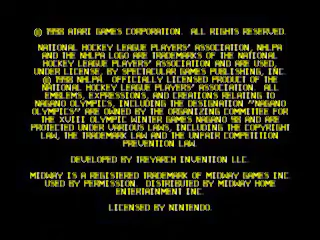 © 1998 ATARI GAMES CORPORATION. ALL RIGHTS RESERVED.
NATIONAL HOCKEY LEAGUE PLAYERS' ASSOCIATION, NHLPA
AND THE NHLPA LOGO ARE TRADEMARKS OF THE NATIONAL
HOCKEY LEAGUE PLAYERS' ASSOCIATION AND ARE USED,
UNDER LICENSE, BY SPECTACULAR GAMES PUBLISHING, INC.
© 1998 NHLPA. OFFICIALLY LICENSED PRODUCT OF THE
NATIONAL HOCKEY LEAGUE PLAYERS' ASSOCIATION. ALL
EMBLEMS, EXPRESSIONS, AND CREATIONS RELATING TO
NAGANO OLYMPICS, INCLUDING THE DESIGNATION "NAGANO
OLYMPICS" ARE OWNED BY THE ORGANIZING COMMITTEE FOR
THE XVIII OLYMPIC WINTER GAMES NAGANO '98 AND ARE
PROTECTED UNDER VARIOUS LAWS, INCLUDING THE COPYRIGHT
LAW, THE TRADEMARK LAW AND THE UNFAIR COMPETITION
PREVENTION LAW.
DEVELOPED BY TREYARCH INVENTION LLC.
MIDWAY IS A REGISTERED TRADEMARK OF MIDWAY GAMES INC.
USED BY PERMISSION. DISTRIBUTED BY MIDWAY HOME
ENTERTAINMENT INC.
LICENSED BY NINTENDO.